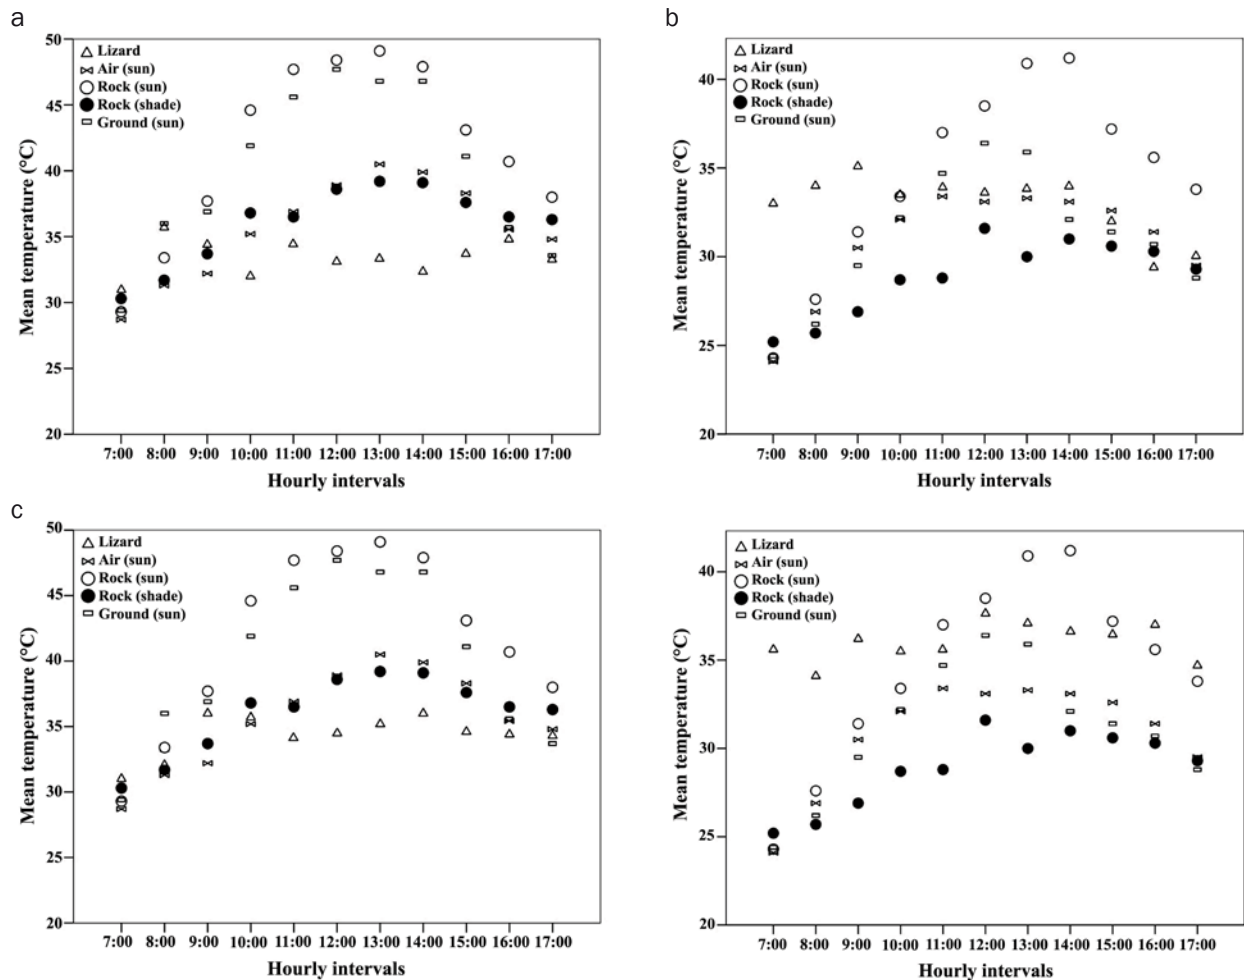 a
50
45
40
35
30
25
20
Mean temperature (°C)
Lizard
Air (sun)
Rock (sun)
Rock (shade)
Ground (sun)
7:00 8:00 9:00 10:00 11:00 12:00 13:00 14:00 15:00 16:00 17:00
Hourly intervals
b
40
35
30
25
20
Mean temperature (°C)
Lizard
Air (sun)
Rock (sun)
Rock (shade)
Ground (sun)
7:00 8:00 9:00 10:00 11:00 12:00 13:00 14:00 15:00 16:00 17:00
Hourly intervals
c
50
45
40
35
30
25
20
Mean temperature (°C)
Lizard
Air (sun)
Rock (sun)
Rock (shade)
Ground (sun)
7:00 8:00 9:00 10:00 11:00 12:00 13:00 14:00 15:00 16:00 17:00
Hourly intervals
40
35
30
25
20
Mean temperature (°C)
Lizard
Air (sun)
Rock (sun)
Rock (shade)
Ground (sun)
7:00 8:00 9:00 10:00 11:00 12:00 13:00 14:00 15:00 16:00 17:00
Hourly intervals